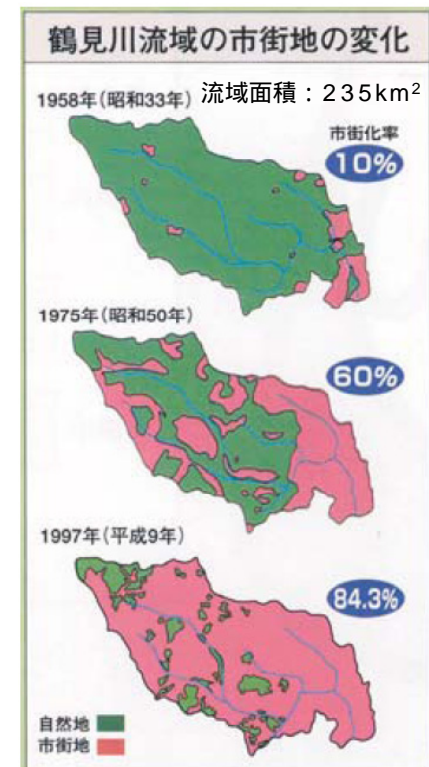 鶴見川流域の市街地の変化
1958年(昭和33年) 流域面積：235km²
市街化率
10%
1975年(昭和50年)
60%
1997年(平成9年)
84.3%
自然地
市街地